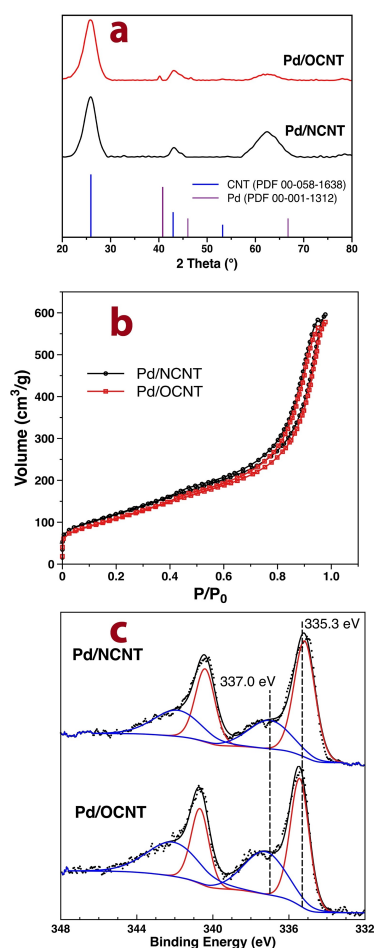 a
Pd/OCNT
Pd/NCNT
CNT (PDF 00-058-1638)
Pd (PDF 00-001-1312)
20 30 40 50 60 70 80
2 Theta (°)
b
600
500
400
300
200
100
0
Volume (cm³/g)
Pd/NCNT
Pd/OCNT
0 0.2 0.4 0.6 0.8 1.0
P/P₀
c
335.3 eV
Pd/NCNT
337.0 eV
Pd/OCNT
348 344 340 336 332
Binding Energy (eV)